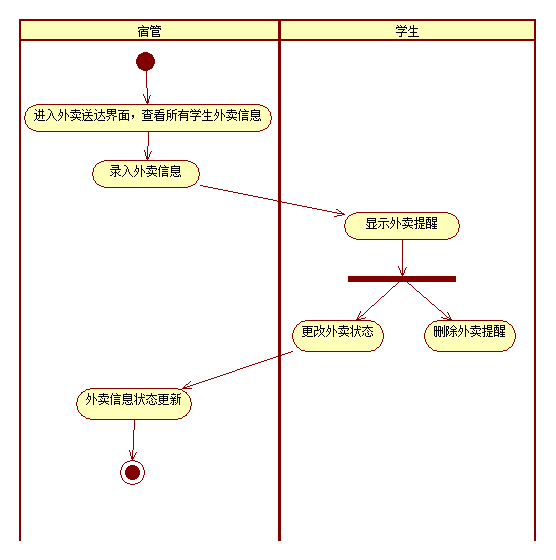 宿管
学生
进入外卖送达界面，查看所有学生外卖信息
录入外卖信息
显示外卖提醒
更改外卖状态
删除外卖提醒
外卖信息状态更新